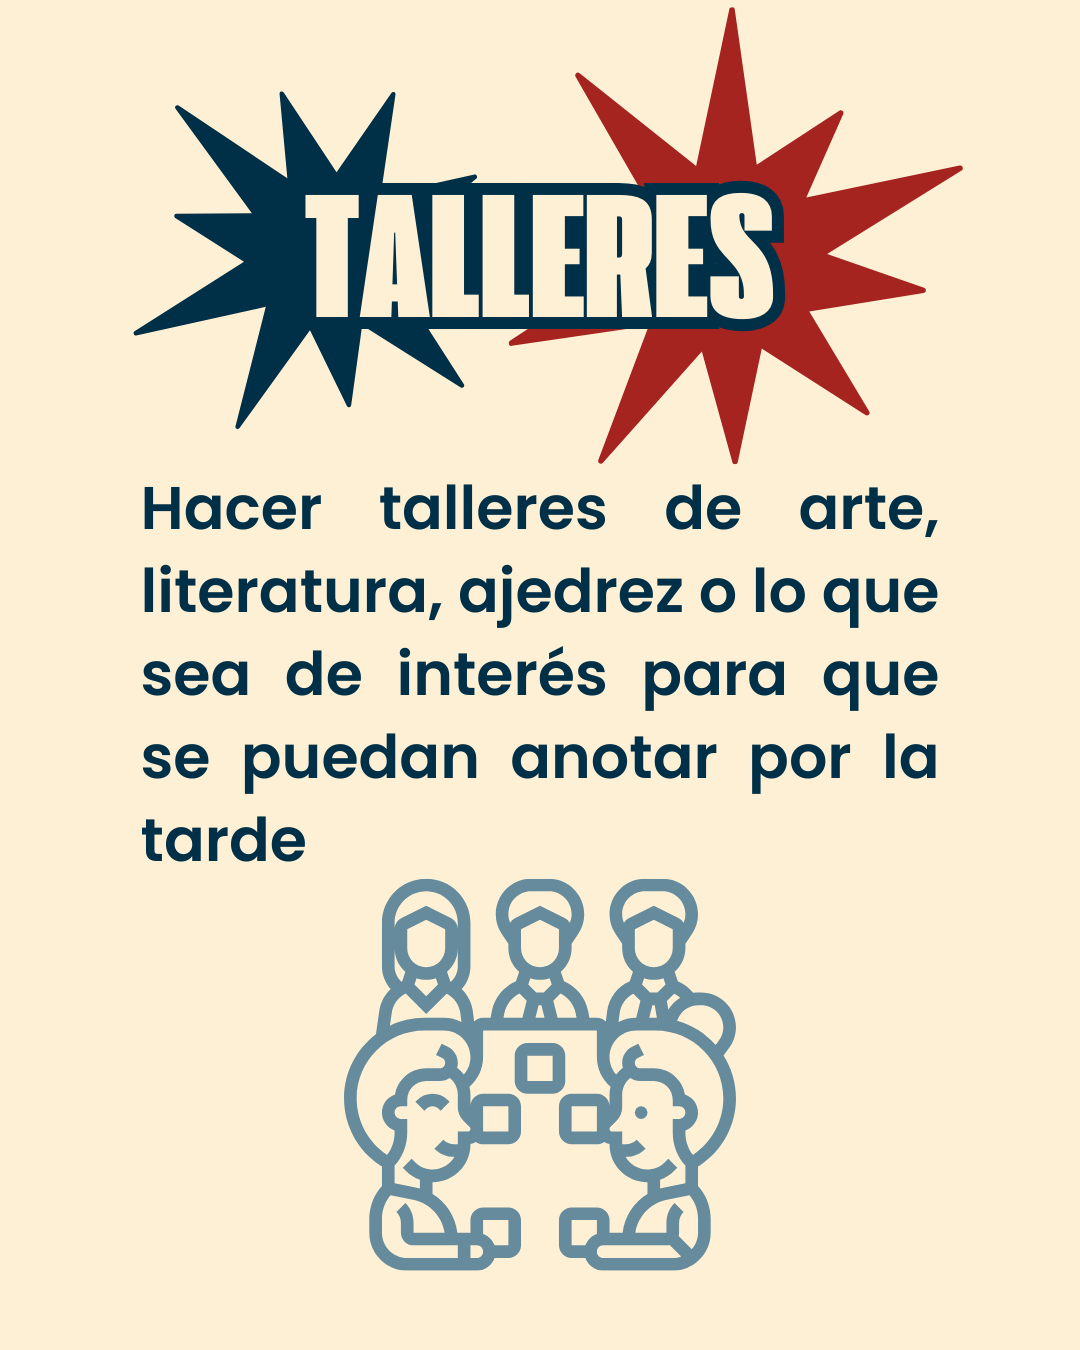 TALLERES
Hacer talleres de arte,
literatura, ajedrez o lo que
sea de interés para que
se puedan anotar por la
tarde